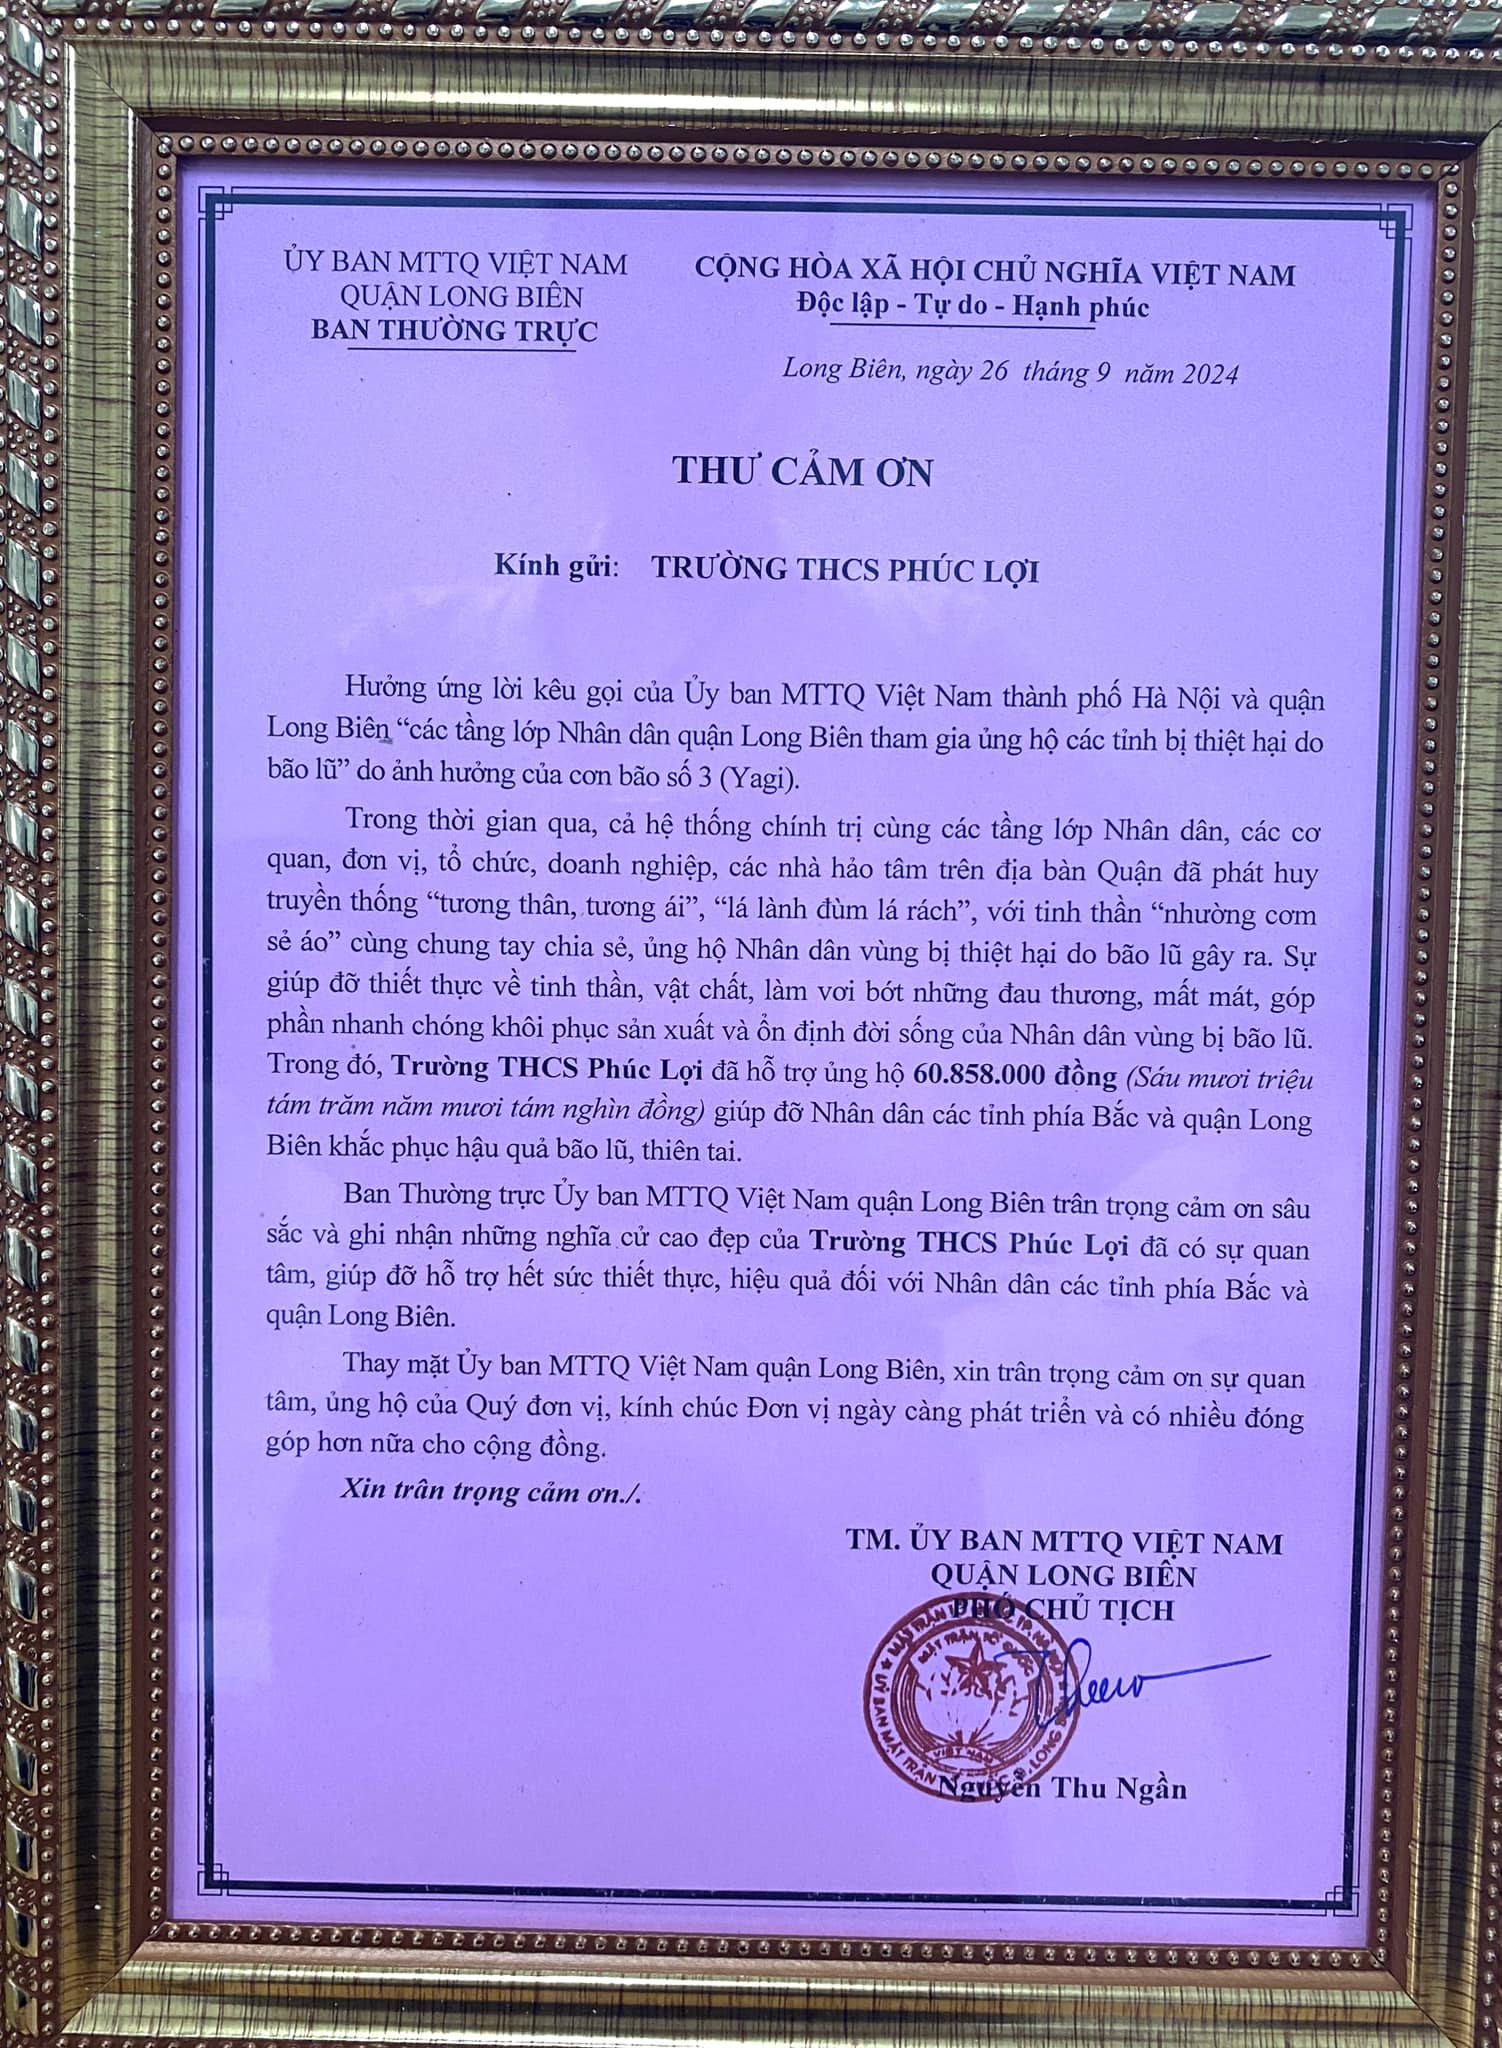 ỦY BAN MTTQ VIỆT NAM
QUẬN LONG BIÊN
BAN THƯỜNG TRỰC
CỘNG HÒA XÃ HỘI CHỦ NGHĨA VIỆT NAM
Độc lập - Tự do - Hạnh phúc
Long Biên, ngày 26 tháng 9 năm 2024
THƯ CẢM ƠN
Kính gửi: TRƯỜNG THCS PHÚC LỢI
Hưởng ứng lời kêu gọi của Ủy ban MTTQ Việt Nam thành phố Hà Nội và quận
Long Biên “các tầng lớp Nhân dân quận Long Biên tham gia ủng hộ các tỉnh bị thiệt hại do
bão lũ” do ảnh hưởng của cơn bão số 3 (Yagi).
Trong thời gian qua, cả hệ thống chính trị cùng các tầng lớp Nhân dân, các cơ
quan, đơn vị, tổ chức, doanh nghiệp, các nhà hảo tâm trên địa bàn Quận đã phát huy
truyền thống “tương thân, tương ái”, “lá lành đùm lá rách”, với tinh thần “nhường cơm
sẻ áo” cùng chung tay chia sẻ, ủng hộ Nhân dân vùng bị thiệt hại do bão lũ gây ra. Sự
giúp đỡ thiết thực về tinh thần, vật chất, làm vơi bớt những đau thương, mất mát, góp
phần nhanh chóng khôi phục sản xuất và ổn định đời sống của Nhân dân vùng bị bão lũ.
Trong đó, Trường THCS Phúc Lợi đã hỗ trợ ủng hộ 60.858.000 đồng (Sáu mươi triệu
tám trăm năm mươi tám nghìn đồng) giúp đỡ Nhân dân các tỉnh phía Bắc và quận Long
Biên khắc phục hậu quả bão lũ, thiên tai.
Ban Thường trực Ủy ban MTTQ Việt Nam quận Long Biên trân trọng cảm ơn sâu
sắc và ghi nhận những nghĩa cử cao đẹp của Trường THCS Phúc Lợi đã có sự quan
tâm, giúp đỡ hỗ trợ hết sức thiết thực, hiệu quả đối với Nhân dân các tỉnh phía Bắc và
quận Long Biên.
Thay mặt Ủy ban MTTQ Việt Nam quận Long Biên, xin trân trọng cảm ơn sự quan
tâm, ủng hộ của Quý đơn vị, kính chúc Đơn vị ngày càng phát triển và có nhiều đóng
góp hơn nữa cho cộng đồng.
Xin trân trọng cảm ơn./.
TM. ỦY BAN MTTQ VIỆT NAM
QUẬN LONG BIÊN
PHÓ CHỦ TỊCH
MẶT TRẬN TỔ QUỐC
VIỆT NAM
Nguyễn Thu Ngần